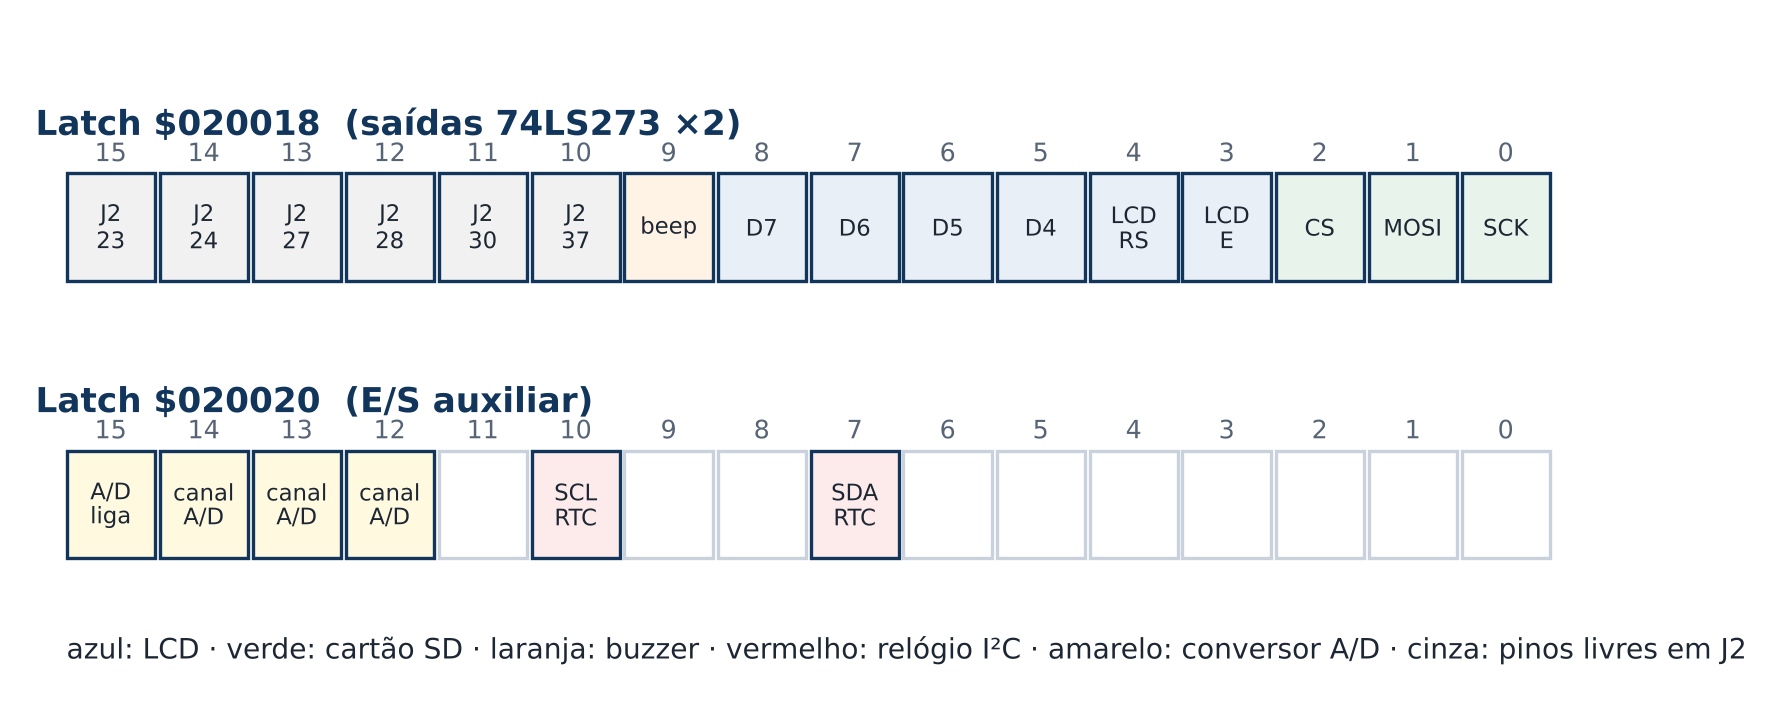 Latch $020018 (saídas 74LS273 ×2)
15 14 13 12 11 10 9 8 7 6 5 4 3 2 1 0
J2 J2 J2 J2 J2 J2 beep D7 D6 D5 D4 LCD LCD CS MOSI SCK
23 24 27 28 30 37 RS E
Latch $020020 (E/S auxiliar)
15 14 13 12 11 10 9 8 7 6 5 4 3 2 1 0
A/D canal canal canal SCL SDA
liga A/D A/D A/D RTC RTC
azul: LCD · verde: cartão SD · laranja: buzzer · vermelho: relógio I²C · amarelo: conversor A/D · cinza: pinos livres em J2